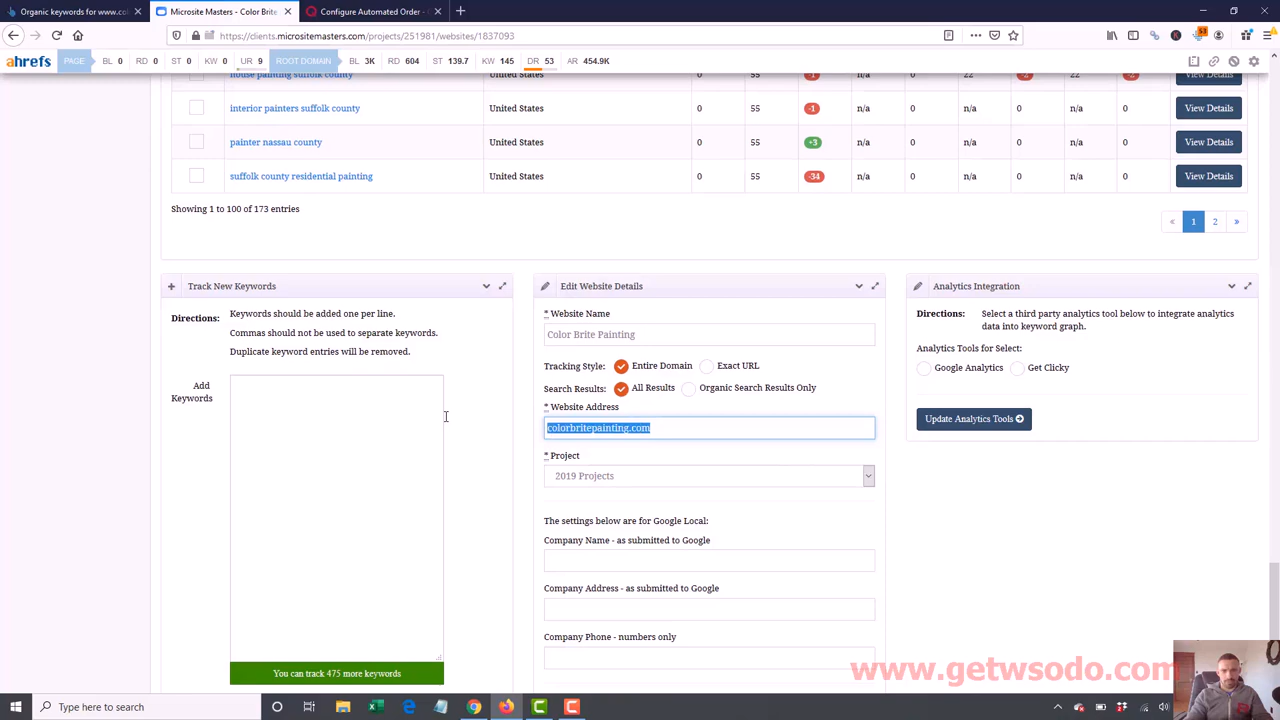 Organic keywords for www.col
Microsite Masters - Color Brite
Configure Automated Order -
https://clients.micrositemasters.com/projects/251981/websites/1837093
ahrefs PAGE BL 0 RD 0 ST 0 KW 0 UR 9 ROOT DOMAIN BL 3K RD 604 ST 139.7 KW 145 DR 53 AR 454.9K
house painting suffolk county United States 0 55 -1 n/a 0 22 -2 22 -2 View Details
interior painters suffolk county United States 0 55 -1 n/a 0 n/a 0 n/a 0 View Details
painter nassau county United States 0 55 +3 n/a 0 n/a 0 n/a 0 View Details
suffolk county residential painting United States 0 55 -34 n/a 0 n/a 0 n/a 0 View Details
Showing 1 to 100 of 173 entries
« 1 2 »
Track New Keywords
Directions: Keywords should be added one per line.
Commas should not be used to separate keywords.
Duplicate keyword entries will be removed.
Add
Keywords
You can track 475 more keywords
Edit Website Details
* Website Name
Color Brite Painting
Tracking Style: Entire Domain Exact URL
Search Results: All Results Organic Search Results Only
* Website Address
colorbritepainting.com
* Project
2019 Projects
The settings below are for Google Local:
Company Name - as submitted to Google
Company Address - as submitted to Google
Company Phone - numbers only
Analytics Integration
Directions: Select a third party analytics tool below to integrate analytics
data into keyword graph.
Analytics Tools for Select:
Google Analytics Get Clicky
Update Analytics Tools
www.getwsodo.com
Type here to search